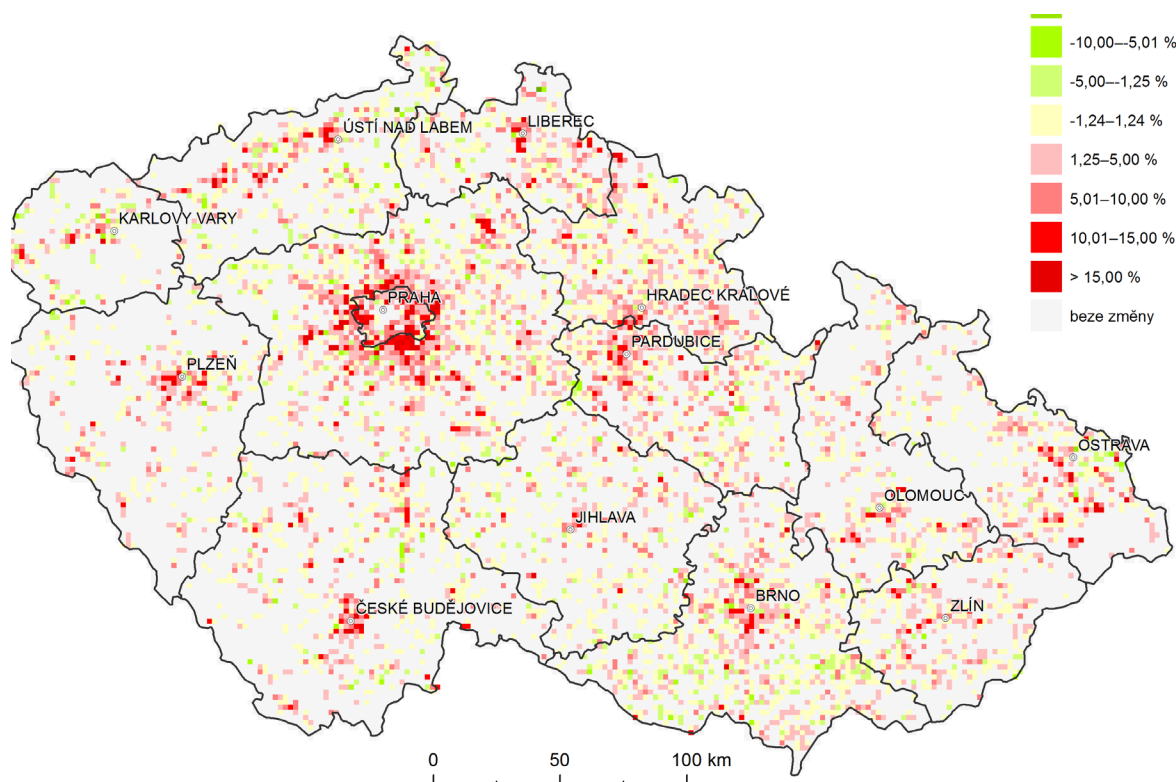 -10,00–-5,01 %
-5,00–-1,25 %
-1,24–1,24 %
1,25–5,00 %
5,01–10,00 %
10,01–15,00 %
> 15,00 %
beze změny
ÚSTÍ NAD LABEM
LIBEREC
KARLOVY VARY
PRAHA
HRADEC KRÁLOVÉ
PARDUBICE
PLZEŇ
OSTRAVA
OLOMOUC
JIHLAVA
BRNO
ZLÍN
ČESKÉ BUDĚJOVICE
0 50 100 km